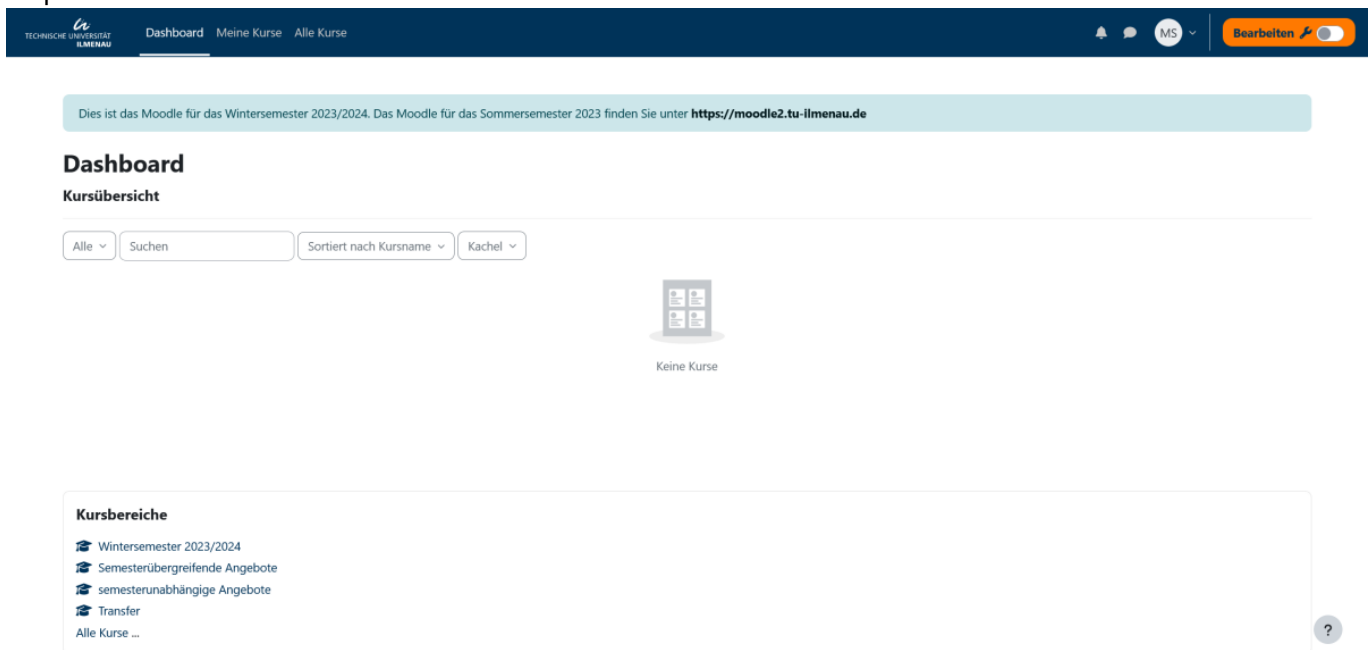 TECHNISCHE UNIVERSITÄT
ILMENAU
Dashboard Meine Kurse Alle Kurse
MS
Bearbeiten
Dies ist das Moodle für das Wintersemester 2023/2024. Das Moodle für das Sommersemester 2023 finden Sie unter https://moodle2.tu-ilmenau.de
Dashboard
Kursübersicht
Alle Suchen Sortiert nach Kursname Kachel
Keine Kurse
Kursbereiche
Wintersemester 2023/2024
Semesterübergreifende Angebote
semesterunabhängige Angebote
Transfer
Alle Kurse ...
?